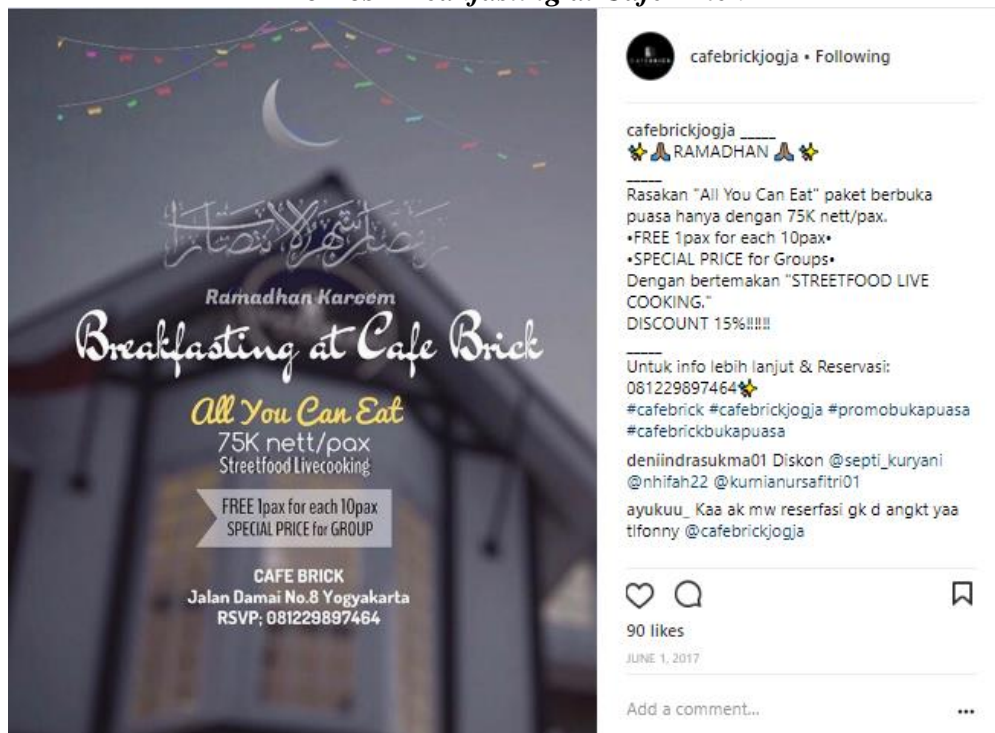 cafebrickjogja • Following
Ramadhan Kareem
Breakfasting at Cafe Brick
All You Can Eat
75K nett/pax
Streetfood Livecooking
FREE 1pax for each 10pax
SPECIAL PRICE for GROUP
CAFE BRICK
Jalan Damai No.8 Yogyakarta
RSVP; 081229897464
cafebrickjogja _____
✨🙏🏽RAMADHAN🙏🏽✨
_____
Rasakan "All You Can Eat" paket berbuka
puasa hanya dengan 75K nett/pax.
•FREE 1pax for each 10pax•
•SPECIAL PRICE for Groups•
Dengan bertemakan "STREETFOOD LIVE
COOKING."
DISCOUNT 15%!!!!!!!
_____
Untuk info lebih lanjut & Reservasi:
081229897464✨
#cafebrick #cafebrickjogja #promobukapuasa
#cafebrickbukapuasa
deniindrasukma01 Diskon @septi_kuryani
@nhifah22 @kurnianursafitri01
ayukuu_ Kaa ak mw reserfasi gk d angkt yaa
tlfonny @cafebrickjogja
90 likes
JUNE 1, 2017
Add a comment...